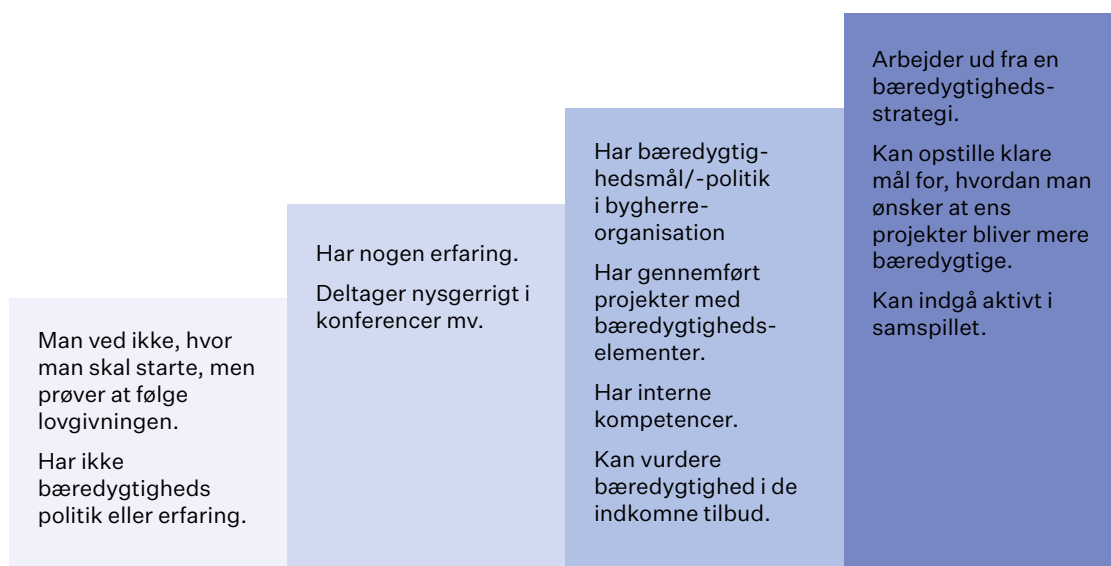 Man ved ikke, hvor
man skal starte, men
prøver at følge
lovgivningen.
Har ikke
bæredygtigheds
politik eller erfaring.
Har nogen erfaring.
Deltager nysgerrigt i
konferencer mv.
Har bæredygtig-
hedsmål/-politik
i bygherre-
organisation
Har gennemført
projekter med
bæredygtigheds-
elementer.
Har interne
kompetencer.
Kan vurdere
bæredygtighed i de
indkomne tilbud.
Arbejder ud fra en
bæredygtigheds-
strategi.
Kan opstille klare
mål for, hvordan man
ønsker at ens
projekter bliver mere
bæredygtige.
Kan indgå aktivt i
samspillet.